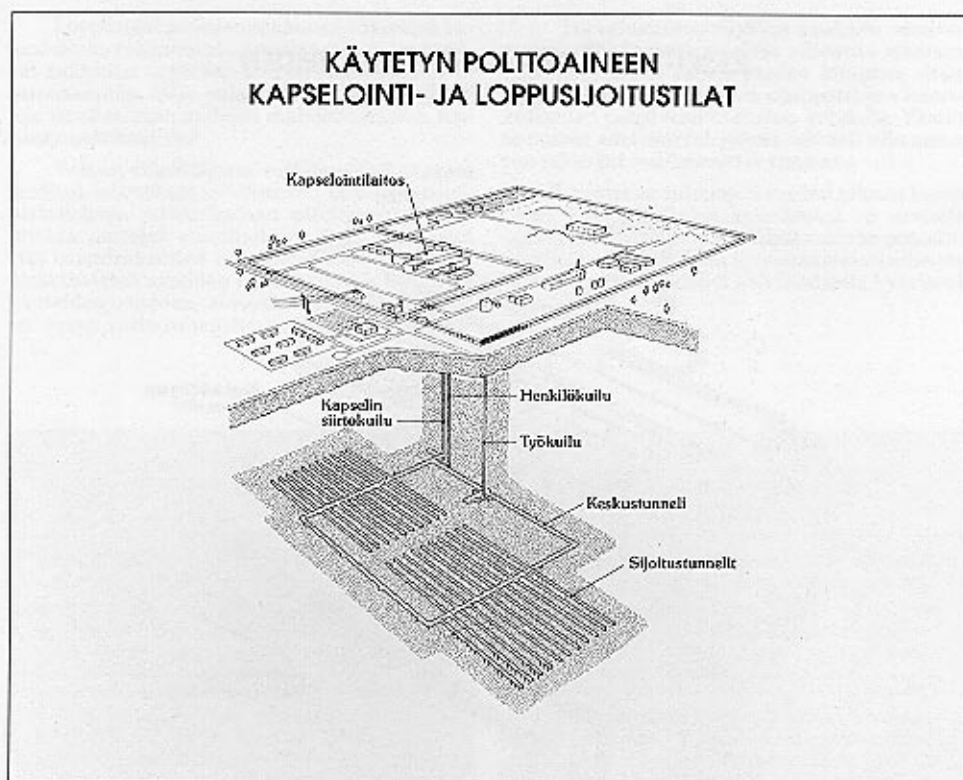 KÄYTETYN POLTTOAINEEN
KAPSELOINTI- JA LOPPUSIJOITUSTILAT
Kapselointilaitos
Henkilökuilu
Kapselin
siirtokuilu
Työkuilu
Keskustunneli
Sijoitustunnelit